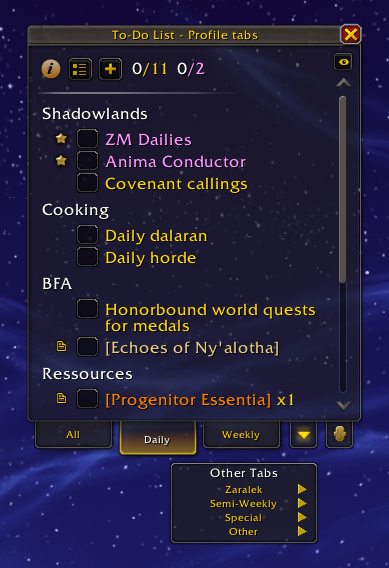 To-Do List - Profile tabs
0/11 0/2
Shadowlands
ZM Dailies
Anima Conductor
Covenant callings
Cooking
Daily dalaran
Daily horde
BFA
Honorbound world quests
for medals
[Echoes of Ny'alotha]
Ressources
[Progenitor Essentia] x1
All
Daily
Weekly
Other Tabs
Zaralek
Semi-Weekly
Special
Other